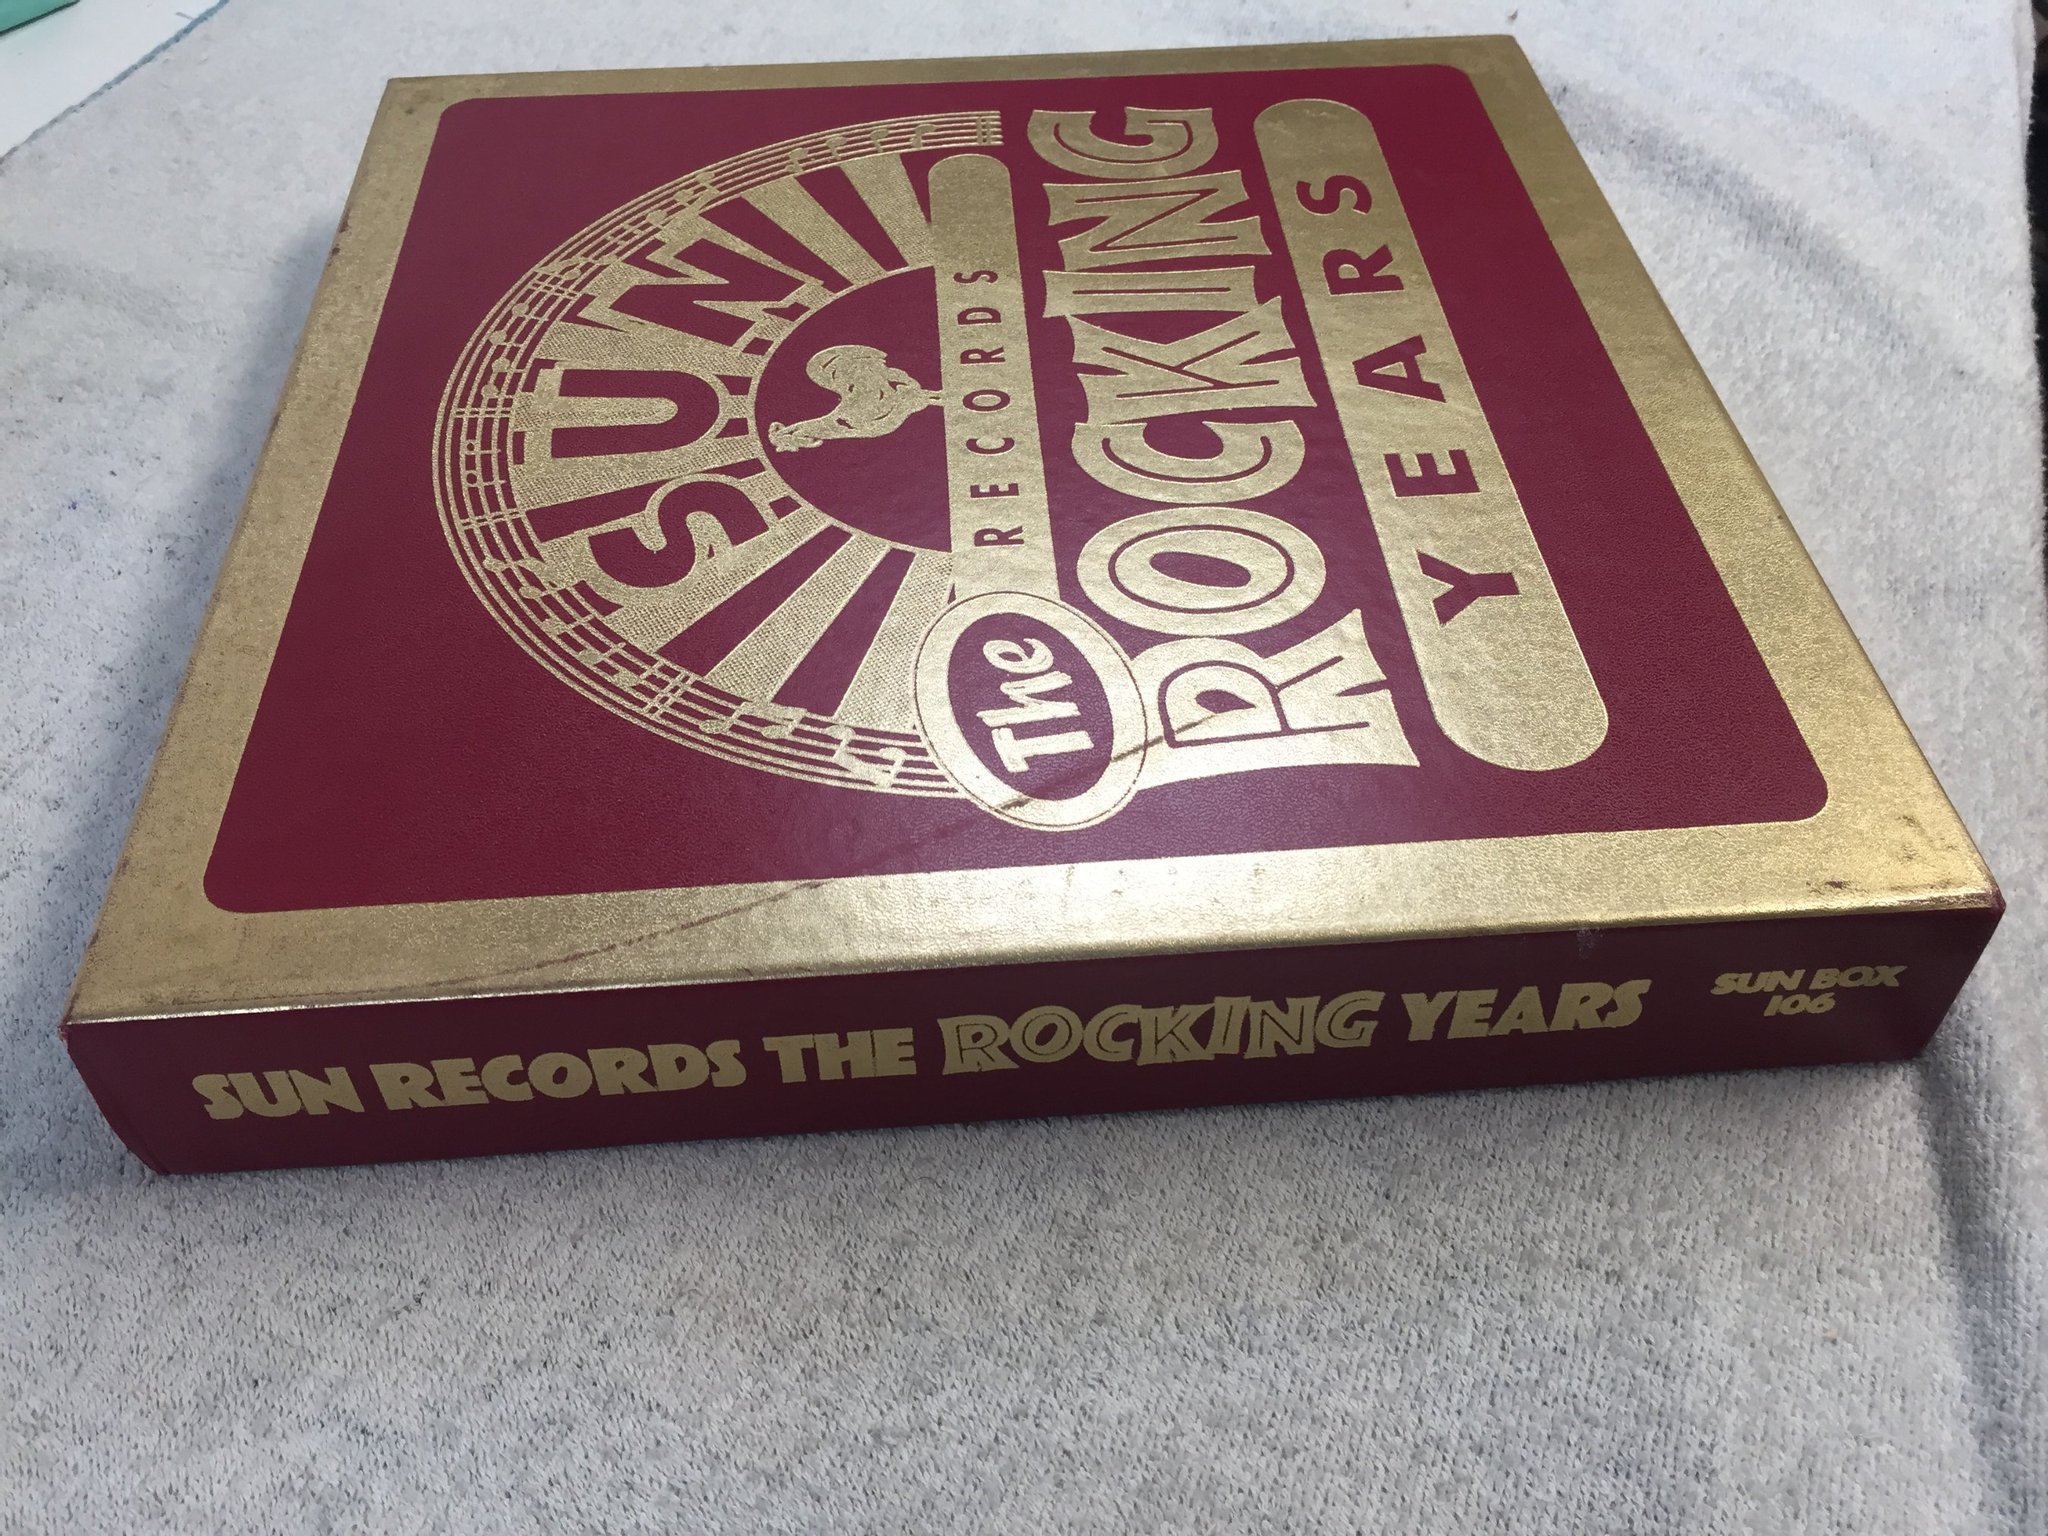 SUN
RECORDS
The
ROCKING
YEARS
SUN RECORDS THE ROCKING YEARS
SUN BOX
106